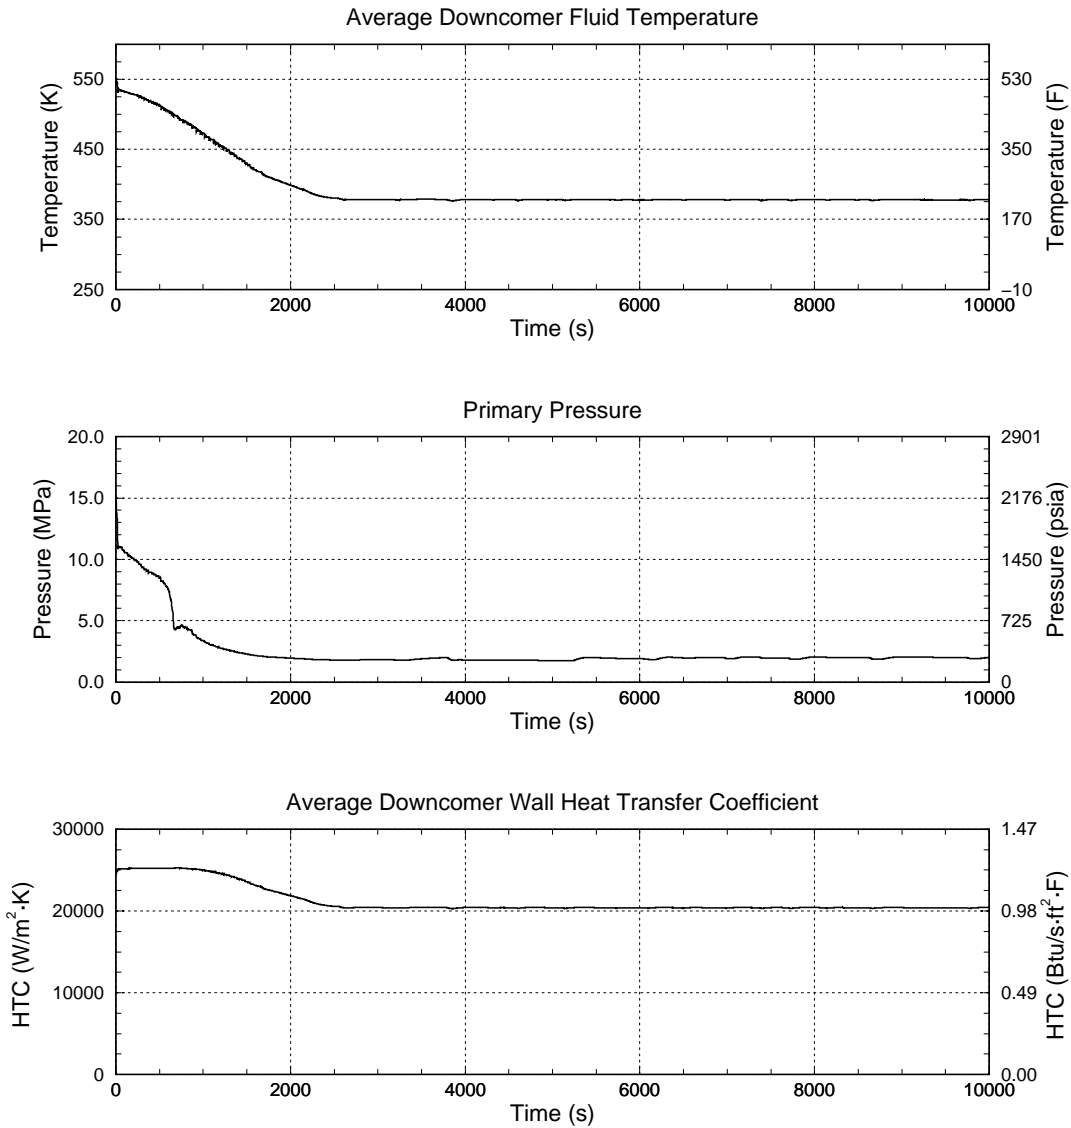 Average Downcomer Fluid Temperature
Temperature (K)
550
450
350
250
530
350
170
–10
Temperature (F)
0 2000 4000 6000 8000 10000
Time (s)
Primary Pressure
Pressure (MPa)
20.0
15.0
10.0
5.0
0.0
2901
2176
1450
725
0
Pressure (psia)
0 2000 4000 6000 8000 10000
Time (s)
Average Downcomer Wall Heat Transfer Coefficient
HTC (W/m²·K)
30000
20000
10000
0
1.47
0.98
0.49
0.00
HTC (Btu/s·ft²·F)
0 2000 4000 6000 8000 10000
Time (s)